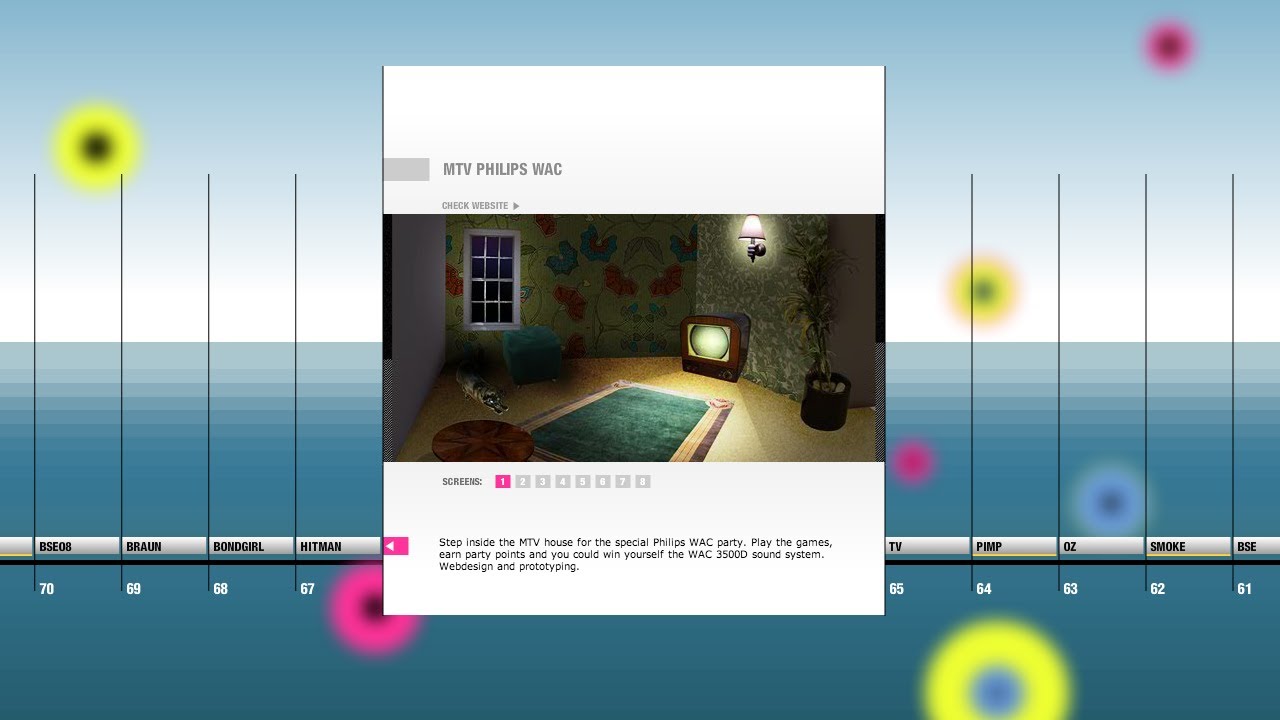 MTV PHILIPS WAC
CHECK WEBSITE
SCREENS: 1 2 3 4 5 6 7 8
Step inside the MTV house for the special Philips WAC party. Play the games,
earn party points and you could win yourself the WAC 3500D sound system.
Webdesign and prototyping.
BSE08 BRAUN BONDGIRL HITMAN TV PIMP OZ SMOKE BSE
70 69 68 67 65 64 63 62 61